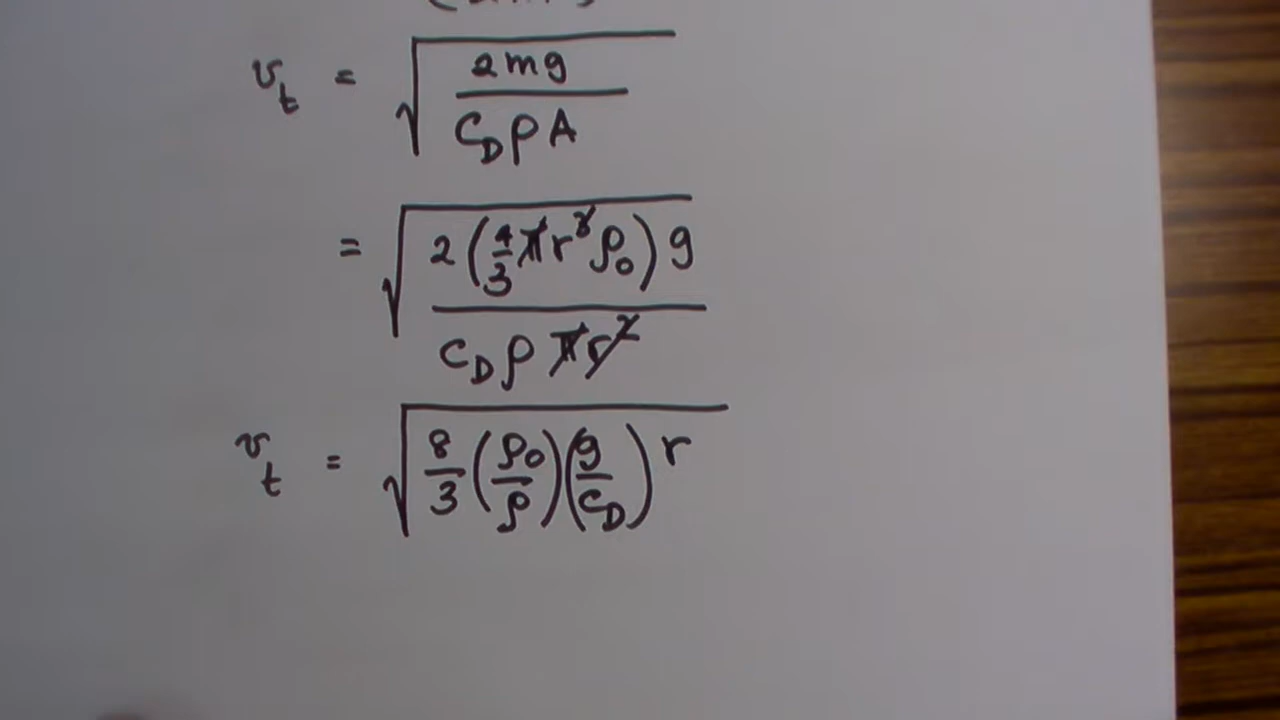 v_t = √(2mg / C_D ρ A)
= √(2 (4/3 π r³ ρ₀) g / C_D ρ π r²)
v_t = √(8/3 (ρ₀/ρ) (g/C_D) r)